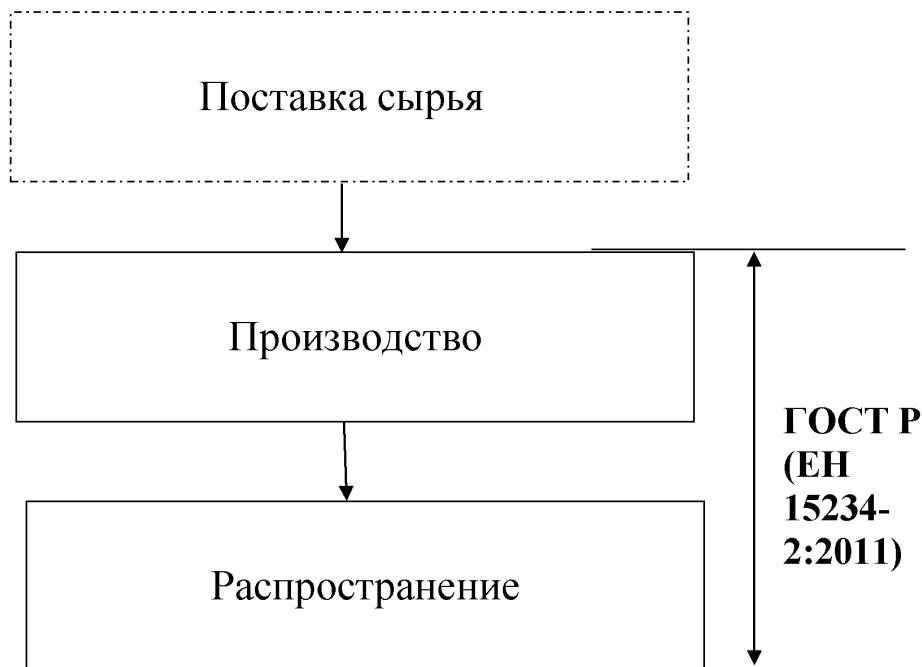 Поставка сырья
Производство
ГОСТ Р
(ЕН
15234-
2:2011)
Распространение